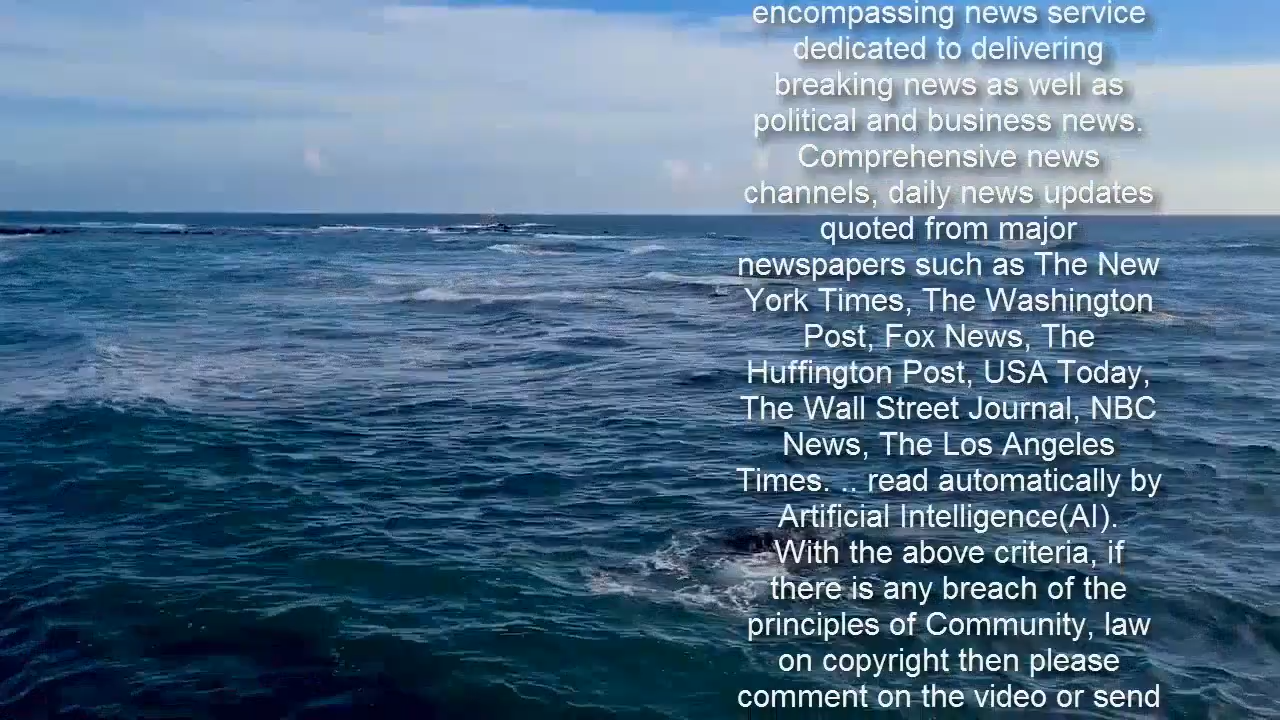 encompassing news service
dedicated to delivering
breaking news as well as
political and business news.
Comprehensive news
channels, daily news updates
quoted from major
newspapers such as The New
York Times, The Washington
Post, Fox News, The
Huffington Post, USA Today,
The Wall Street Journal, NBC
News, The Los Angeles
Times. .. read automatically by
Artificial Intelligence(AI).
With the above criteria, if
there is any breach of the
principles of Community, law
on copyright then please
comment on the video or send